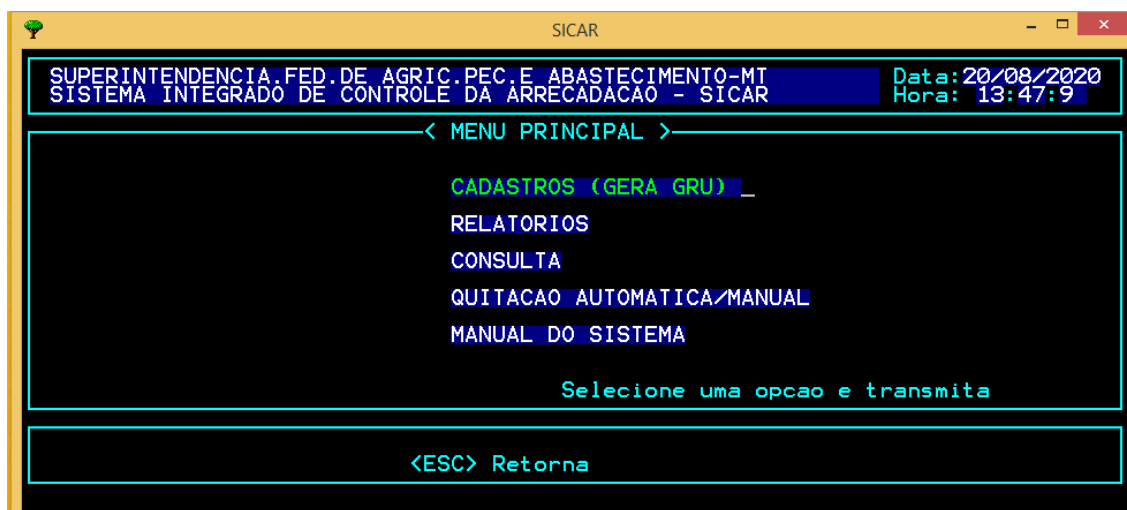 SICAR
SUPERINTENDENCIA.FED.DE AGRIC.PEC.E ABASTECIMENTO-MT Data:20/08/2020
SISTEMA INTEGRADO DE CONTROLE DA ARRECADACAO - SICAR Hora: 13:47:9
< MENU PRINCIPAL >
CADASTROS (GERA GRU) _
RELATORIOS
CONSULTA
QUITACAO AUTOMATICA/MANUAL
MANUAL DO SISTEMA
Selecione uma opcao e transmita
<ESC> Retorna